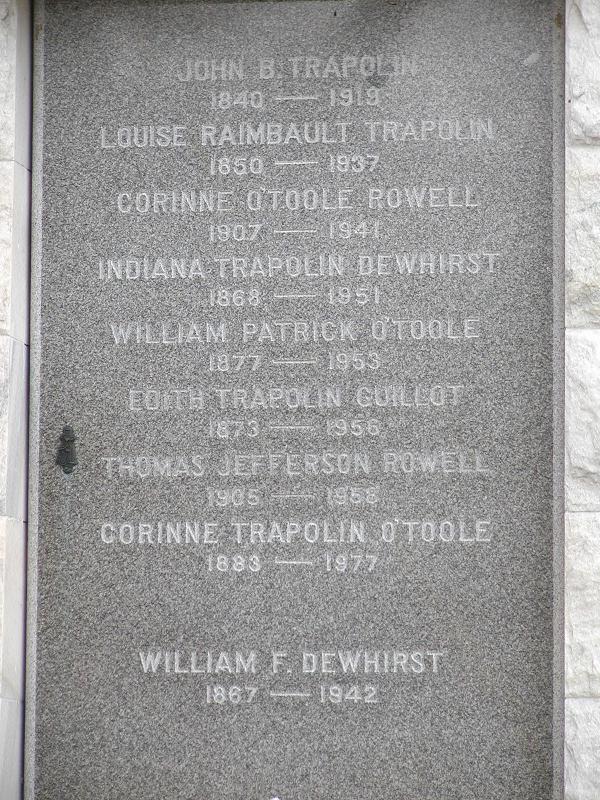 JOHN B. TRAPOLIN
1840 — 1919
LOUISE RAIMBAULT TRAPOLIN
1850 — 1937
CORINNE O'TOOLE ROWELL
1907 — 1941
INDIANA TRAPOLIN DEWHIRST
1868 — 1951
WILLIAM PATRICK O'TOOLE
1877 — 1953
EDITH TRAPOLIN GUILLOT
1873 — 1956
THOMAS JEFFERSON ROWELL
1905 — 1958
CORINNE TRAPOLIN O'TOOLE
1883 — 1977
WILLIAM F. DEWHIRST
1867 — 1942